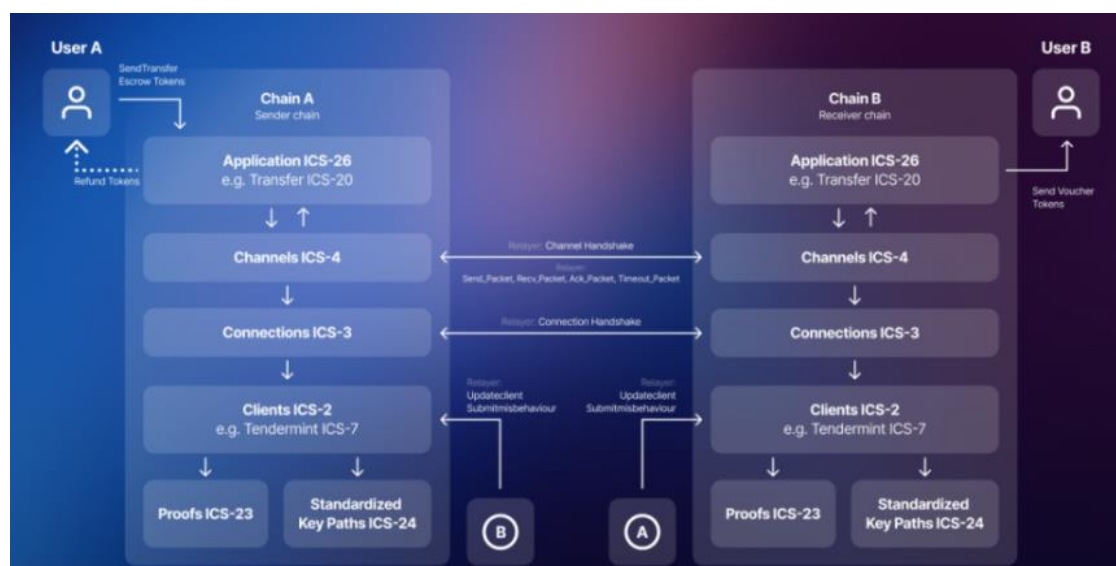 User A
User B
SendTransfer
Escrow Tokens
Chain A
Sender chain
Chain B
Receiver chain
Application ICS-26
e.g. Transfer ICS-20
Application ICS-26
e.g. Transfer ICS-20
Refund Tokens
Send Voucher
Tokens
Relayer: Channel Handshake
Channels ICS-4
Channels ICS-4
Relayer:
Send_Packet, Recv_Packet, Ack_Packet, Timeout_Packet
Relayer: Connection Handshake
Connections ICS-3
Connections ICS-3
Relayer:
Updateclient
Submitmisbehaviour
Relayer:
Updateclient
Submitmisbehaviour
Clients ICS-2
e.g. Tendermint ICS-7
Clients ICS-2
e.g. Tendermint ICS-7
Proofs ICS-23
Standardized
Key Paths ICS-24
B
A
Proofs ICS-23
Standardized
Key Paths ICS-24